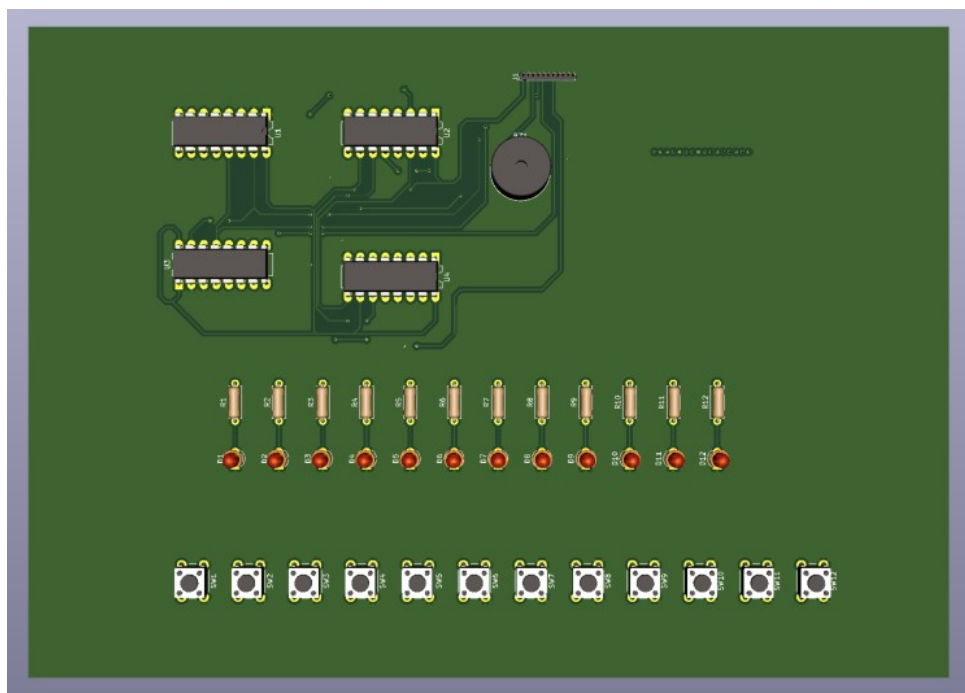 J1
U1
U2
U3
U4
R1 R2 R3 R4 R5 R6 R7 R8 R9 R10 R11 R12
D1 D2 D3 D4 D5 D6 D7 D8 D9 D10 D11 D12
SW1 SW2 SW3 SW4 SW5 SW6 SW7 SW8 SW9 SW10 SW11 SW12